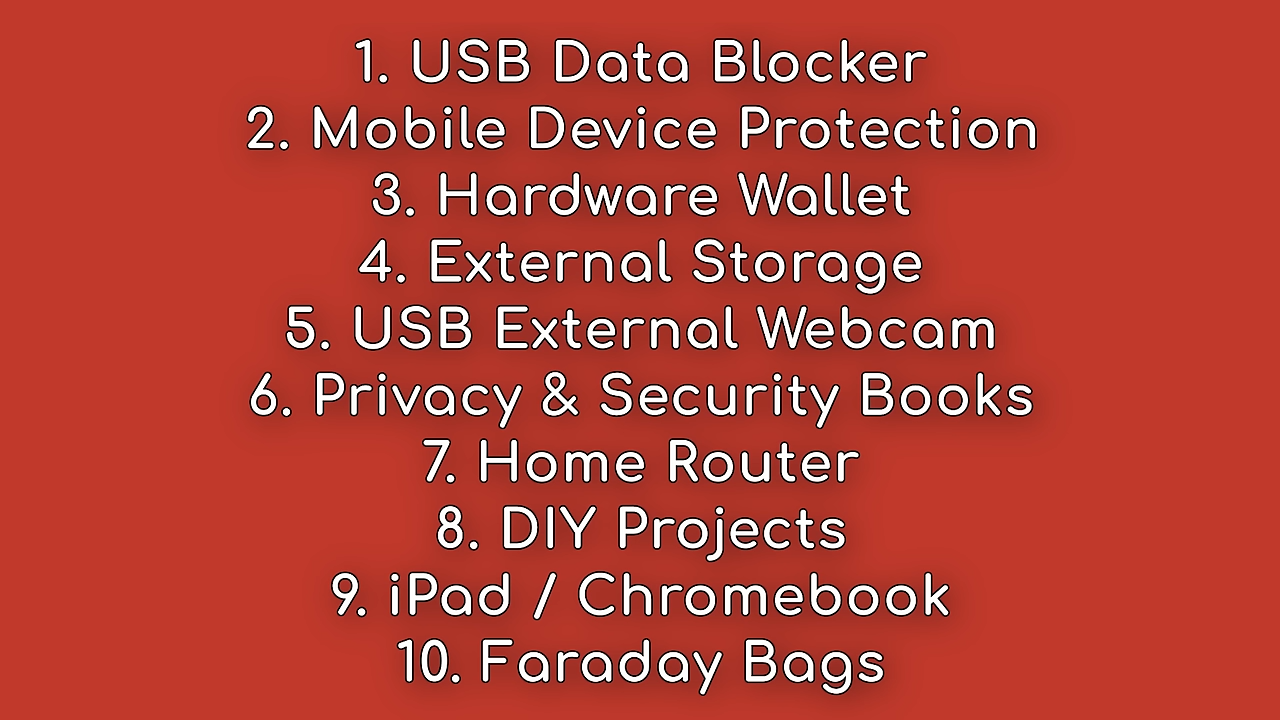 1. USB Data Blocker
2. Mobile Device Protection
3. Hardware Wallet
4. External Storage
5. USB External Webcam
6. Privacy & Security Books
7. Home Router
8. DIY Projects
9. iPad / Chromebook
10. Faraday Bags